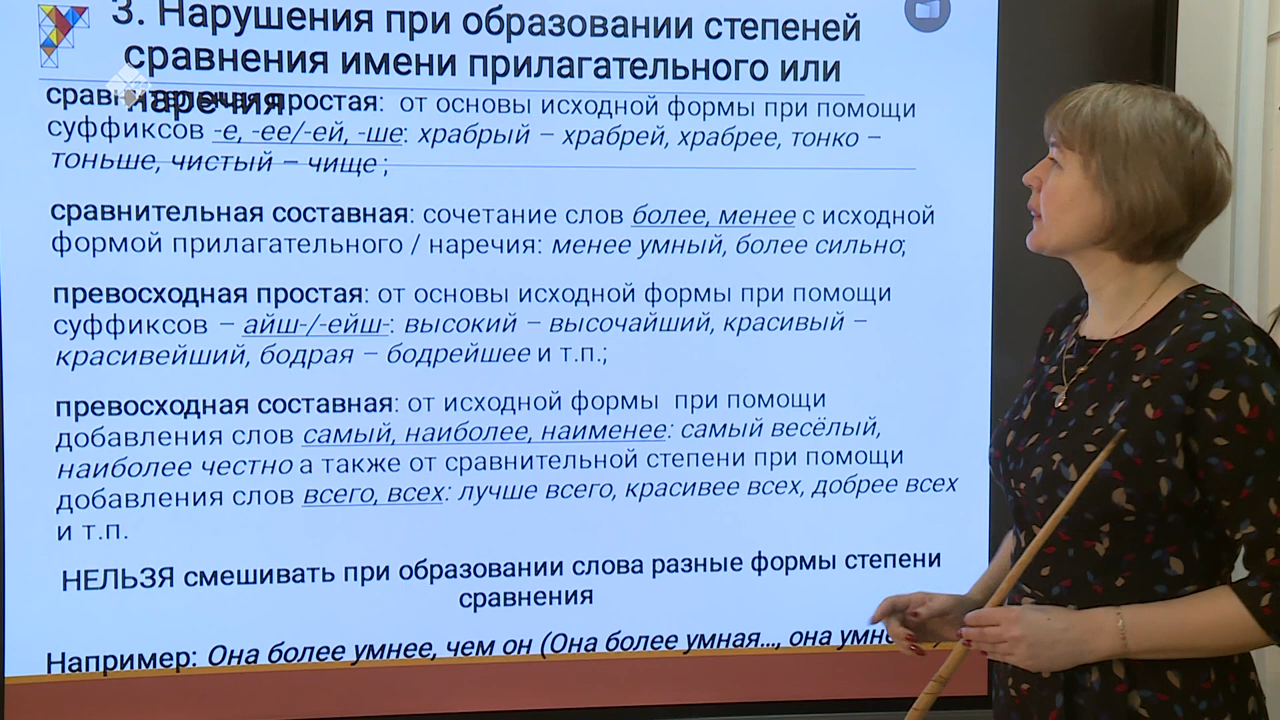 3. Нарушения при образовании степеней
сравнения имени прилагательного или
наречия
сравнительная простая: от основы исходной формы при помощи
суффиксов -е, -ее/-ей, -ше: храбрый – храбрей, храбрее, тонко –
тоньше, чистый – чище ;
сравнительная составная: сочетание слов более, менее с исходной
формой прилагательного / наречия: менее умный, более сильно;
превосходная простая: от основы исходной формы при помощи
суффиксов – айш-/-ейш-: высокий – высочайший, красивый –
красивейший, бодрая – бодрейшее и т.п.;
превосходная составная: от исходной формы при помощи
добавления слов самый, наиболее, наименее: самый весёлый,
наиболее честно а также от сравнительной степени при помощи
добавления слов всего, всех: лучше всего, красивее всех, добрее всех
и т.п.
НЕЛЬЗЯ смешивать при образовании слова разные формы степени
сравнения
Например: Она более умнее, чем он (Она более умная..., она